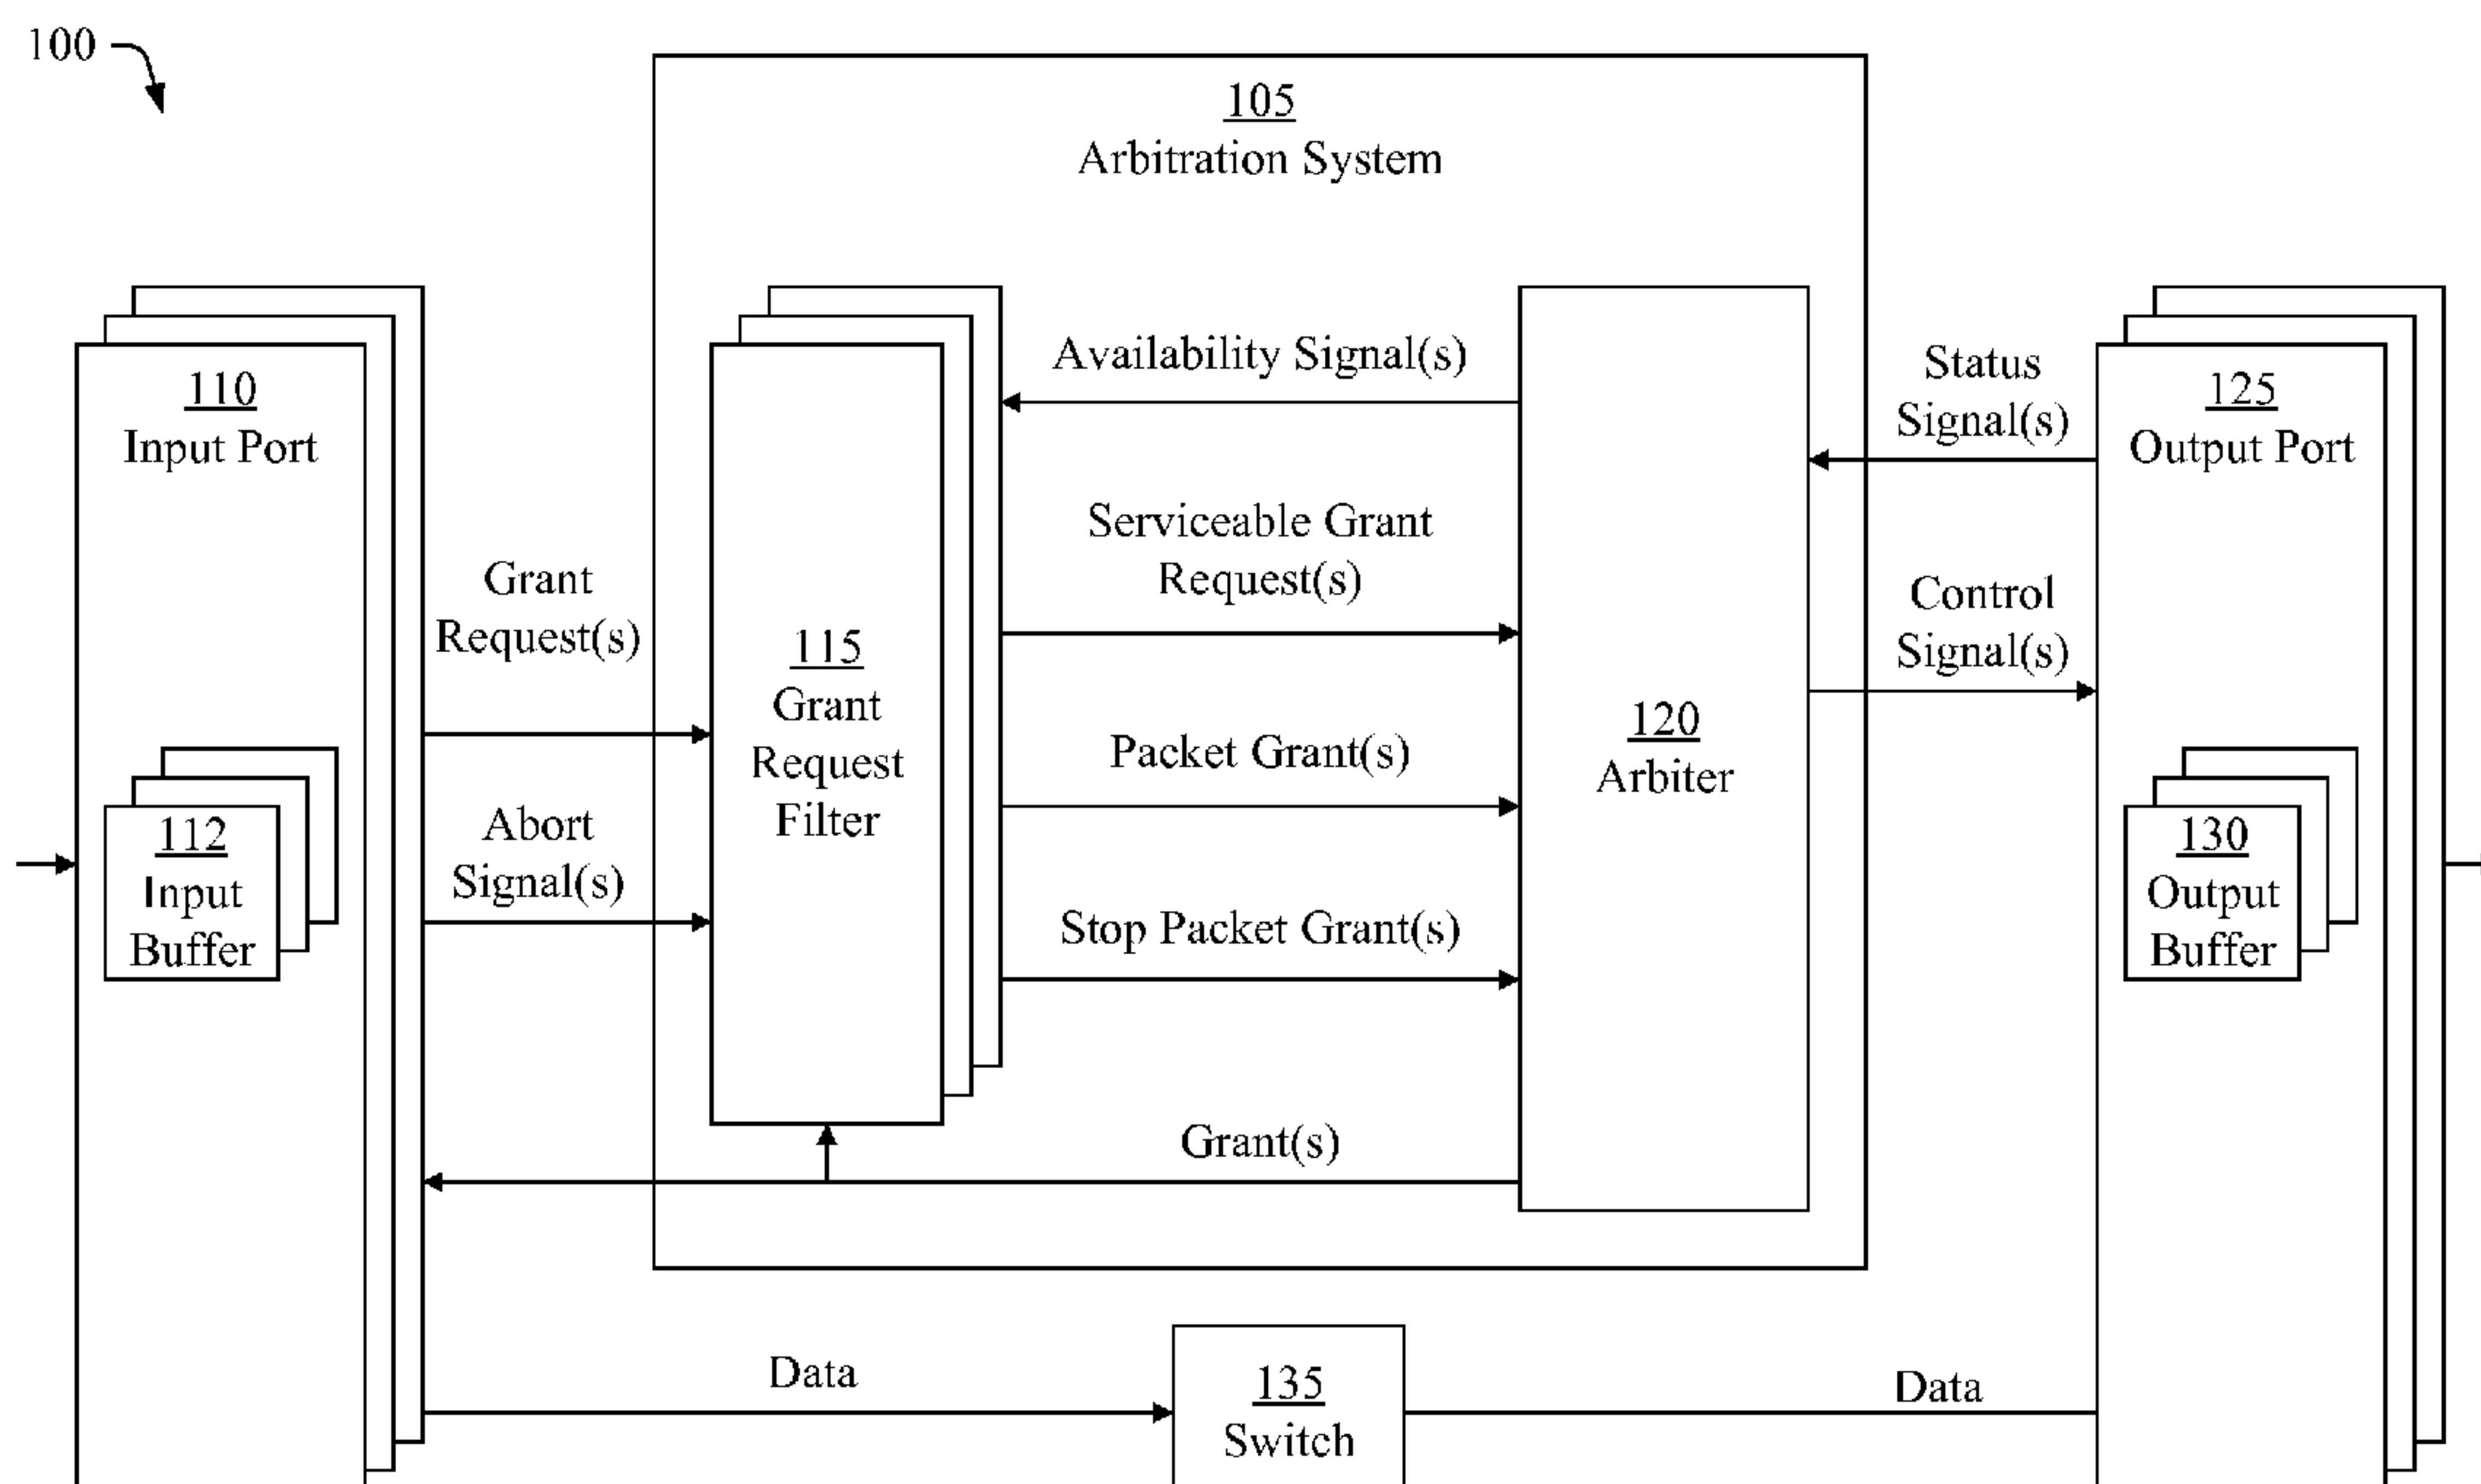 100
105
Arbitration System
110
Input Port
Availability Signal(s)
Status
Signal(s)
125
Output Port
Grant
Request(s)
Serviceable Grant
Request(s)
Control
Signal(s)
115
Grant
Request
Filter
Packet Grant(s)
120
Arbiter
112
Input
Buffer
Abort
Signal(s)
Stop Packet Grant(s)
130
Output
Buffer
Grant(s)
Data
135
Switch
Data